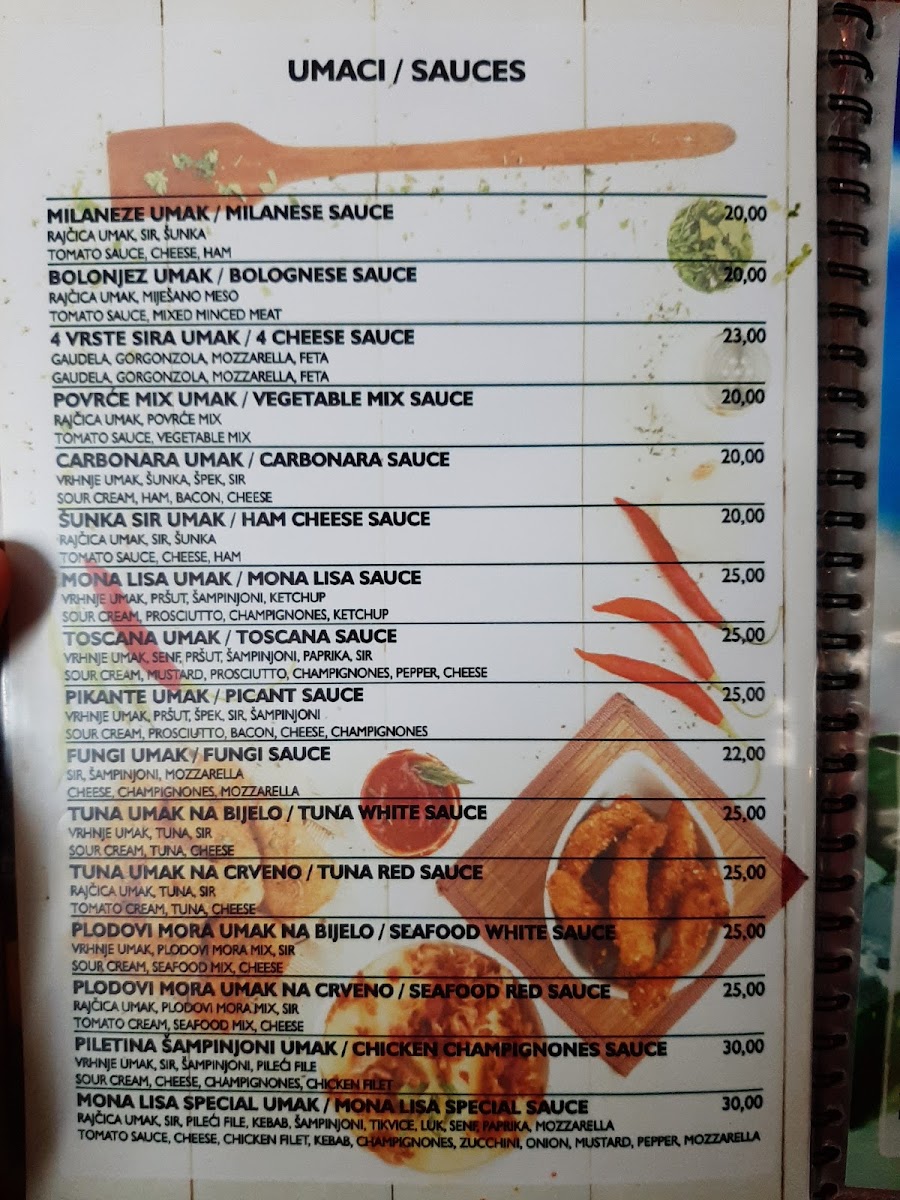 UMACI / SAUCES
MILANEZE UMAK / MILANESE SAUCE 20,00
RAJČICA UMAK, SIR, ŠUNKA
TOMATO SAUCE, CHEESE, HAM
BOLONJEZ UMAK / BOLOGNESE SAUCE 20,00
RAJČICA UMAK, MIJEŠANO MESO
TOMATO SAUCE, MIXED MINCED MEAT
4 VRSTE SIRA UMAK / 4 CHEESE SAUCE 23,00
GAUDELA, GORGONZOLA, MOZZARELLA, FETA
GAUDELA, GORGONZOLA, MOZZARELLA, FETA
POVRĆE MIX UMAK / VEGETABLE MIX SAUCE 20,00
RAJČICA UMAK, POVRĆE MIX
TOMATO SAUCE, VEGETABLE MIX
CARBONARA UMAK / CARBONARA SAUCE 20,00
VRHNJE UMAK, ŠUNKA, ŠPEK, SIR
SOUR CREAM, HAM, BACON, CHEESE
ŠUNKA SIR UMAK / HAM CHEESE SAUCE 20,00
RAJČICA UMAK, SIR, ŠUNKA
TOMATO SAUCE, CHEESE, HAM
MONA LISA UMAK / MONA LISA SAUCE 25,00
VRHNJE UMAK, PRŠUT, ŠAMPINJONI, KETCHUP
SOUR CREAM, PROSCIUTTO, CHAMPIGNONES, KETCHUP
TOSCANA UMAK / TOSCANA SAUCE 25,00
VRHNJE UMAK, SENF, PRŠUT, ŠAMPINJONI, PAPRIKA, SIR
SOUR CREAM, MUSTARD, PROSCIUTTO, CHAMPIGNONES, PEPPER, CHEESE
PIKANTE UMAK / PICANT SAUCE 25,00
VRHNJE UMAK, PRŠUT, ŠPEK, SIR, ŠAMPINJONI
SOUR CREAM, PROSCIUTTO, BACON, CHEESE, CHAMPIGNONES
FUNGI UMAK / FUNGI SAUCE 22,00
SIR, ŠAMPINJONI, MOZZARELLA
CHEESE, CHAMPIGNONES, MOZZARELLA
TUNA UMAK NA BIJELO / TUNA WHITE SAUCE 25,00
VRHNJE UMAK, TUNA, SIR
SOUR CREAM, TUNA, CHEESE
TUNA UMAK NA CRVENO / TUNA RED SAUCE 25,00
RAJČICA UMAK, TUNA, SIR
TOMATO CREAM, TUNA, CHEESE
PLODOVI MORA UMAK NA BIJELO / SEAFOOD WHITE SAUCE 25,00
VRHNJE UMAK, PLODOVI MORA MIX, SIR
SOUR CREAM, SEAFOOD MIX, CHEESE
PLODOVI MORA UMAK NA CRVENO / SEAFOOD RED SAUCE 25,00
RAJČICA UMAK, PLODOVI MORA MIX, SIR
TOMATO CREAM, SEAFOOD MIX, CHEESE
PILETINA ŠAMPINJONI UMAK / CHICKEN CHAMPIGNONES SAUCE 30,00
VRHNJE UMAK, SIR, ŠAMPINJONI, PILEĆI FILE
SOUR CREAM, CHEESE, CHAMPIGNONES, CHICKEN FILET
MONA LISA SPECIAL UMAK / MONA LISA SPECIAL SAUCE 30,00
RAJČICA UMAK, SIR, PILEĆI FILE, KEBAB, ŠAMPINJONI, TIKVICE, LUK, SENF, PAPRIKA, MOZZARELLA
TOMATO SAUCE, CHEESE, CHICKEN FILET, KEBAB, CHAMPIGNONES, ZUCCHINI, ONION, MUSTARD, PEPPER, MOZZARELLA